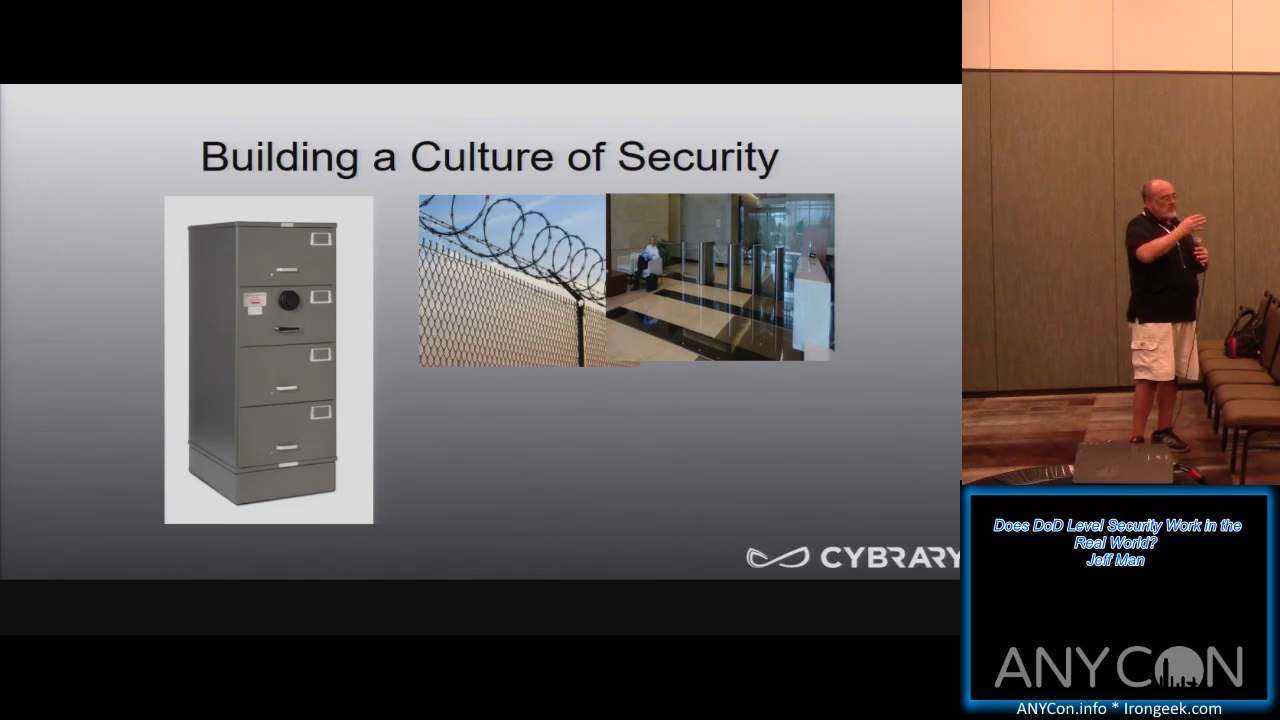 Building a Culture of Security
CYBRARY
Does DoD Level Security Work in the
Real World?
Jeff Man
ANYCON
ANYCon.info * Irongeek.com